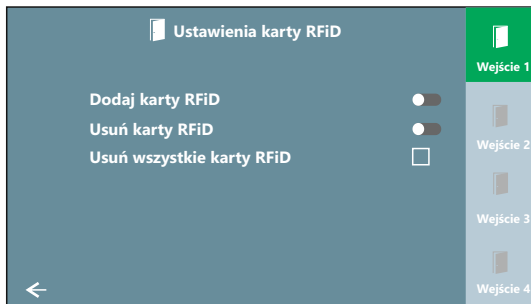 Ustawienia karty RFiD
Dodaj karty RFiD
Usuń karty RFiD
Usuń wszystkie karty RFiD
Wejście 1
Wejście 2
Wejście 3
Wejście 4